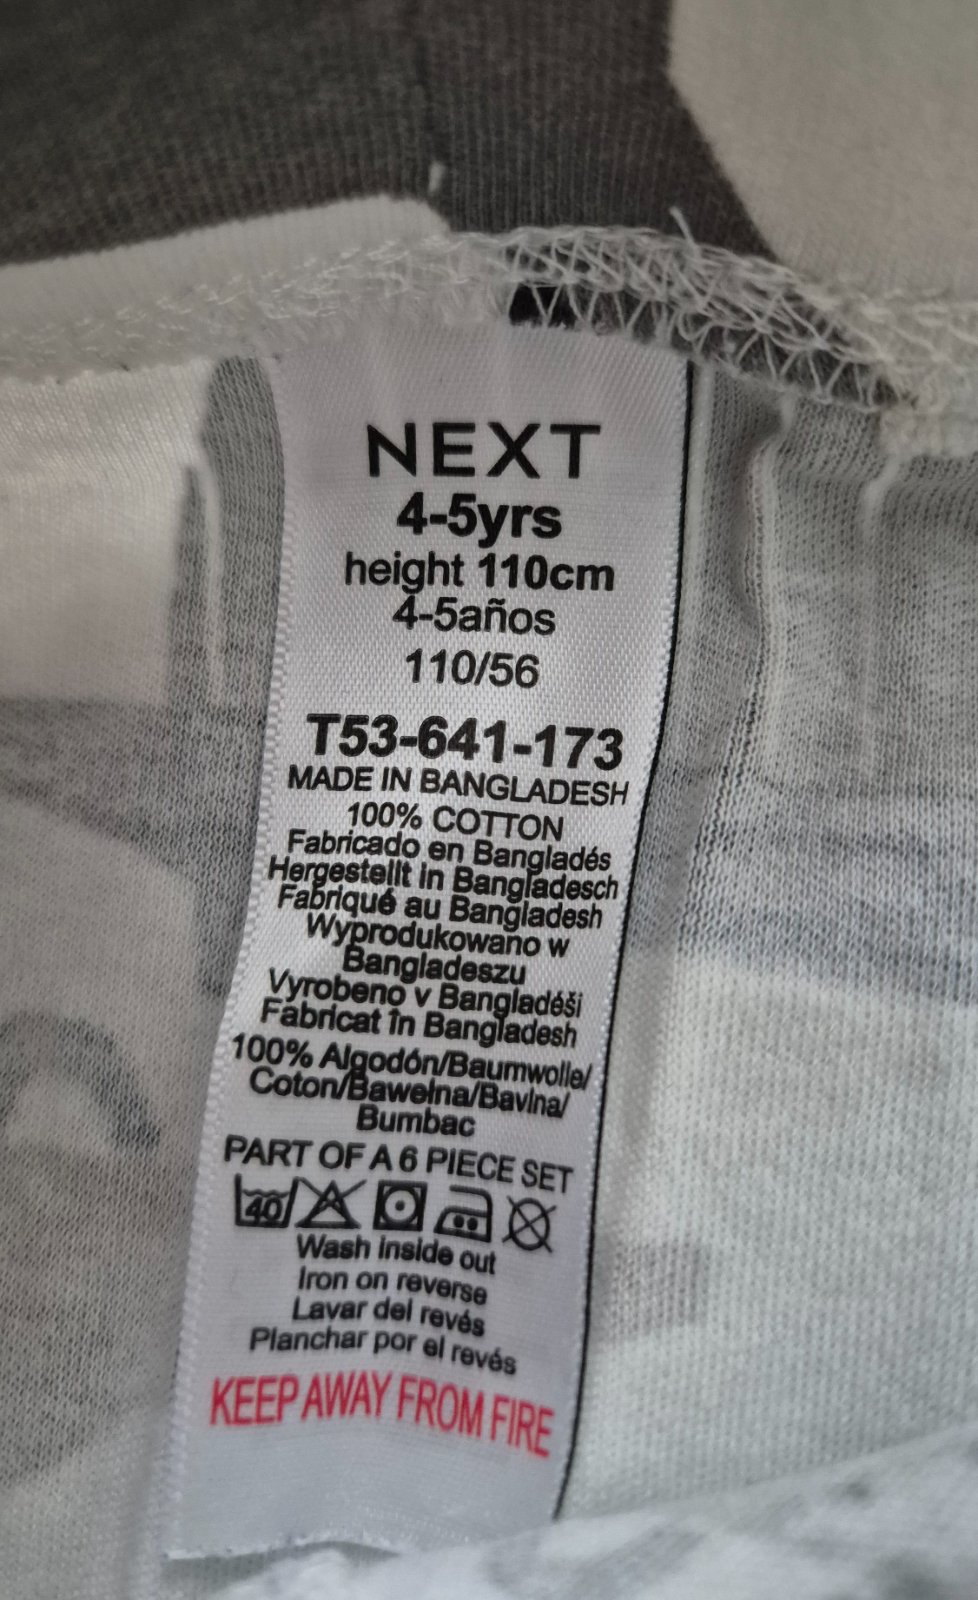 NEXT
4-5yrs
height 110cm
4-5años
110/56
T53-641-173
MADE IN BANGLADESH
100% COTTON
Fabricado en Bangladés
Hergestellt in Bangladesch
Fabriqué au Bangladesh
Wyprodukowano w
Bangladeszu
Vyrobeno v Bangladéši
Fabricat în Bangladesh
100% Algodón/Baumwolle/
Coton/Bawełna/Bavlna/
Bumbac
PART OF A 6 PIECE SET
40
Wash inside out
Iron on reverse
Lavar del revés
Planchar por el revés
KEEP AWAY FROM FIRE